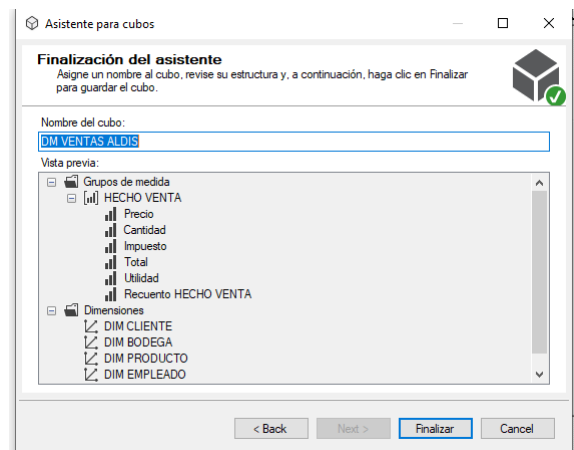 Asistente para cubos
Finalización del asistente
Asigne un nombre al cubo, revise su estructura y, a continuación, haga clic en Finalizar
para guardar el cubo.
Nombre del cubo:
DM VENTAS ALDIS
Vista previa:
Grupos de medida
HECHO VENTA
Precio
Cantidad
Impuesto
Total
Utilidad
Recuento HECHO VENTA
Dimensiones
DIM CLIENTE
DIM BODEGA
DIM PRODUCTO
DIM EMPLEADO
< Back
Next >
Finalizar
Cancel